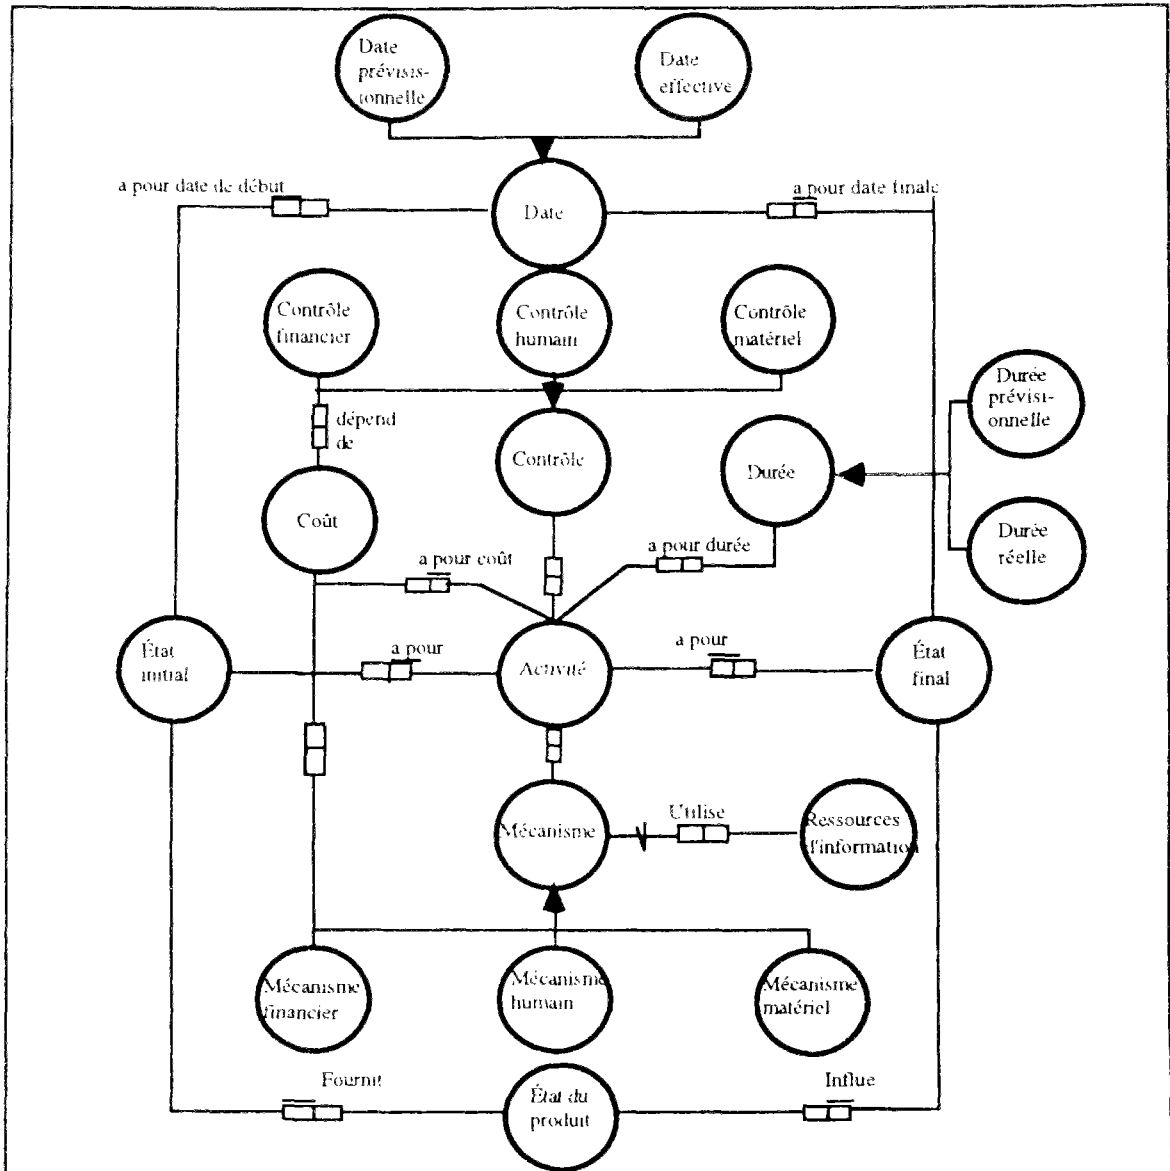 Date
prévisis-
ionnelle
Date
effective
a pour date de début
a pour date finale
Date
Contrôle
financier
Contrôle
humain
Contrôle
matériel
Durée
prévisi-
onnelle
dépend
de
Contrôle
Durée
Coût
Durée
réelle
a pour coût
a pour durée
État
initial
a pour
Activité
a pour
État
final
Mécanisme
Utilise
Ressources
d'information
Mécanisme
financier
Mécanisme
humain
Mécanisme
matériel
Fournit
État du
produit
Influe